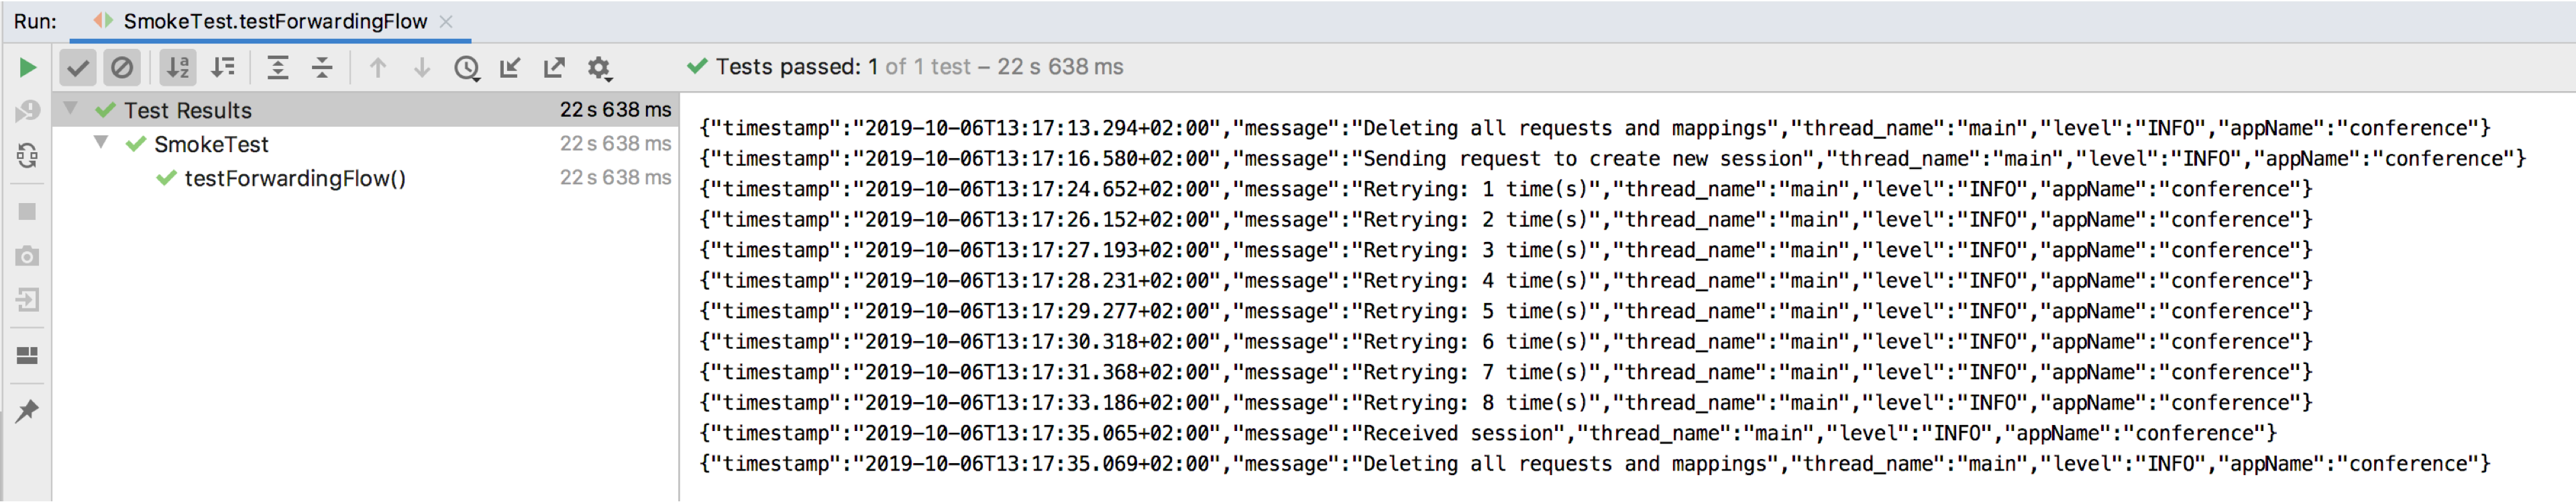 Run: SmokeTest.testForwardingFlow
Tests passed: 1 of 1 test – 22 s 638 ms
Test Results 22 s 638 ms
SmokeTest 22 s 638 ms
testForwardingFlow() 22 s 638 ms
{"timestamp":"2019-10-06T13:17:13.294+02:00","message":"Deleting all requests and mappings","thread_name":"main","level":"INFO","appName":"conference"}
{"timestamp":"2019-10-06T13:17:16.580+02:00","message":"Sending request to create new session","thread_name":"main","level":"INFO","appName":"conference"}
{"timestamp":"2019-10-06T13:17:24.652+02:00","message":"Retrying: 1 time(s)","thread_name":"main","level":"INFO","appName":"conference"}
{"timestamp":"2019-10-06T13:17:26.152+02:00","message":"Retrying: 2 time(s)","thread_name":"main","level":"INFO","appName":"conference"}
{"timestamp":"2019-10-06T13:17:27.193+02:00","message":"Retrying: 3 time(s)","thread_name":"main","level":"INFO","appName":"conference"}
{"timestamp":"2019-10-06T13:17:28.231+02:00","message":"Retrying: 4 time(s)","thread_name":"main","level":"INFO","appName":"conference"}
{"timestamp":"2019-10-06T13:17:29.277+02:00","message":"Retrying: 5 time(s)","thread_name":"main","level":"INFO","appName":"conference"}
{"timestamp":"2019-10-06T13:17:30.318+02:00","message":"Retrying: 6 time(s)","thread_name":"main","level":"INFO","appName":"conference"}
{"timestamp":"2019-10-06T13:17:31.368+02:00","message":"Retrying: 7 time(s)","thread_name":"main","level":"INFO","appName":"conference"}
{"timestamp":"2019-10-06T13:17:33.186+02:00","message":"Retrying: 8 time(s)","thread_name":"main","level":"INFO","appName":"conference"}
{"timestamp":"2019-10-06T13:17:35.065+02:00","message":"Received session","thread_name":"main","level":"INFO","appName":"conference"}
{"timestamp":"2019-10-06T13:17:35.069+02:00","message":"Deleting all requests and mappings","thread_name":"main","level":"INFO","appName":"conference"}